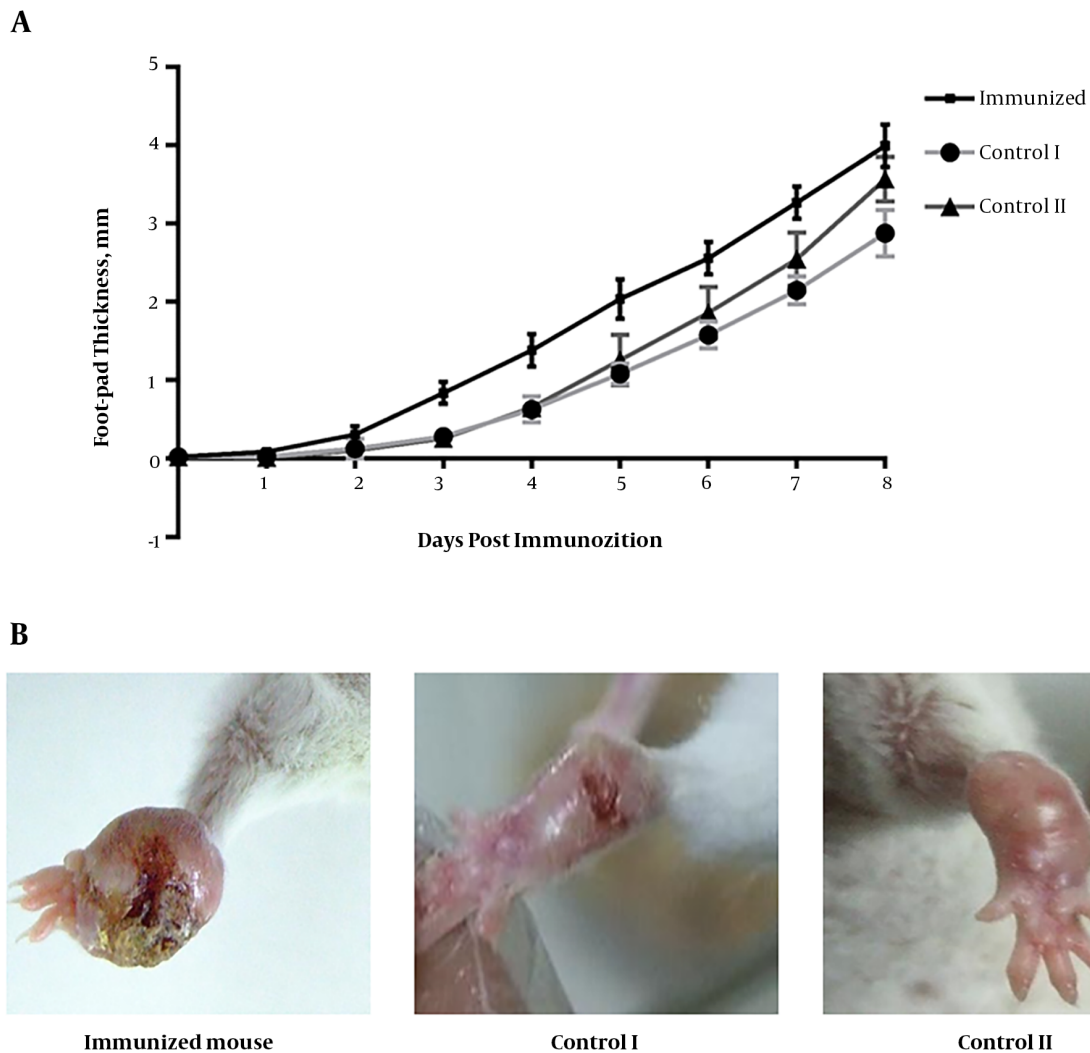 A
5
4
3
2
1
0
-1
Foot-pad Thickness, mm
1 2 3 4 5 6 7 8
Days Post Immunozition
Immunized
Control I
Control II
B
Immunized mouse Control I Control II